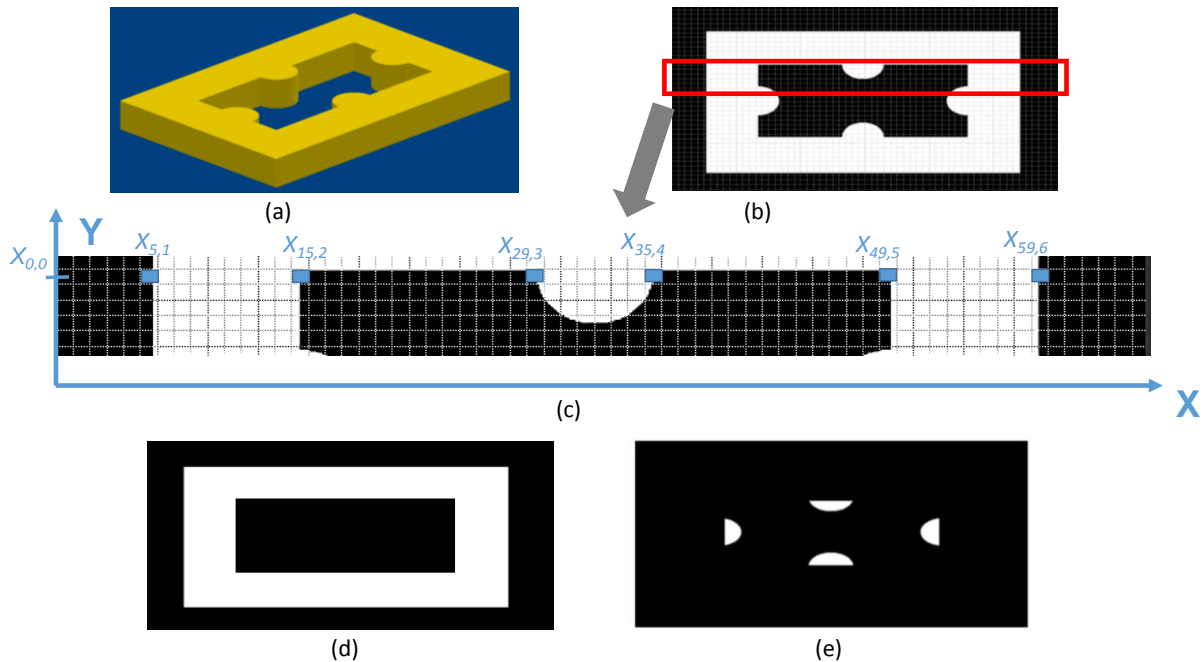 (a)
(b)
Y
X0,0
X5,1
X15,2
X29,3
X35,4
X49,5
X59,6
(c)
X
(d)
(e)